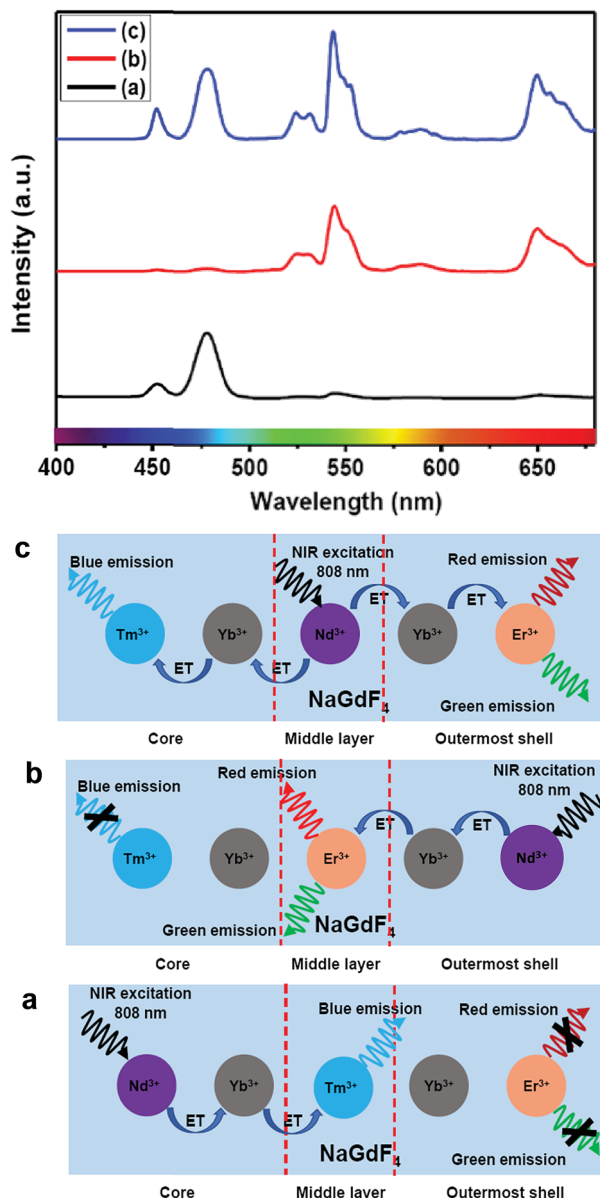 (c)
(b)
(a)
Intensity (a.u.)
400 450 500 550 600 650
Wavelength (nm)
c
Blue emission
NIR excitation
808 nm
Red emission
ET ET
Tm³⁺ Yb³⁺ Nd³⁺ Yb³⁺ Er³⁺
ET ET
NaGdF₄
Green emission
Core Middle layer Outermost shell
b
Blue emission
Red emission
NIR excitation
808 nm
ET ET
Tm³⁺ Yb³⁺ Er³⁺ Yb³⁺ Nd³⁺
Green emission
NaGdF₄
Core Middle layer Outermost shell
a
NIR excitation
808 nm
Blue emission
Red emission
Nd³⁺ Yb³⁺ Tm³⁺ Yb³⁺ Er³⁺
ET ET
NaGdF₄
Green emission
Core Middle layer Outermost shell